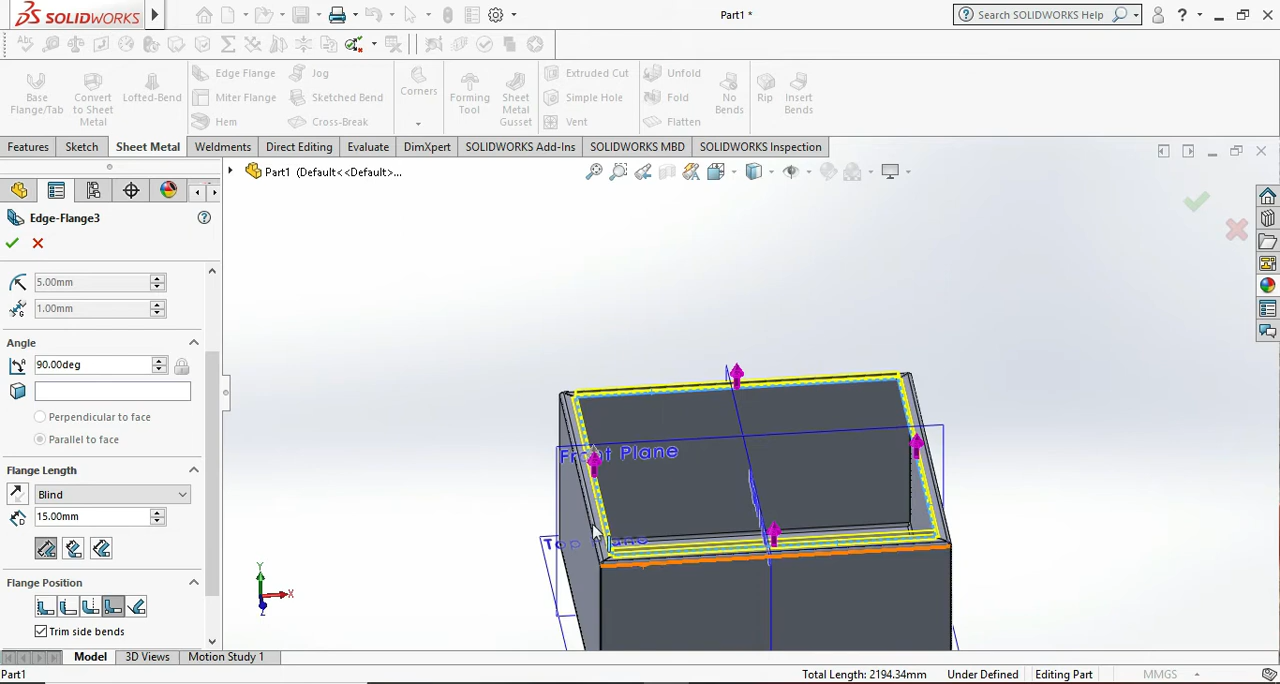 SOLIDWORKS
Part1 *
Search SOLIDWORKS Help
?
Base Flange/Tab
Convert to Sheet Metal
Lofted-Bend
Edge Flange
Miter Flange
Hem
Jog
Sketched Bend
Cross-Break
Corners
Forming Tool
Sheet Metal Gusset
Extruded Cut
Simple Hole
Vent
Unfold
Fold
Flatten
No Bends
Rip
Insert Bends
Features
Sketch
Sheet Metal
Weldments
Direct Editing
Evaluate
DimXpert
SOLIDWORKS Add-Ins
SOLIDWORKS MBD
SOLIDWORKS Inspection
Part1 (Default<<Default>...
Edge-Flange3
?
5.00mm
1.00mm
Angle
90.00deg
Perpendicular to face
Parallel to face
Flange Length
Blind
15.00mm
Flange Position
Trim side bends
Front Plane
Top Plane
Y
X
Z
Model
3D Views
Motion Study 1
Part1
Total Length: 2194.34mm
Under Defined
Editing Part
MMGS